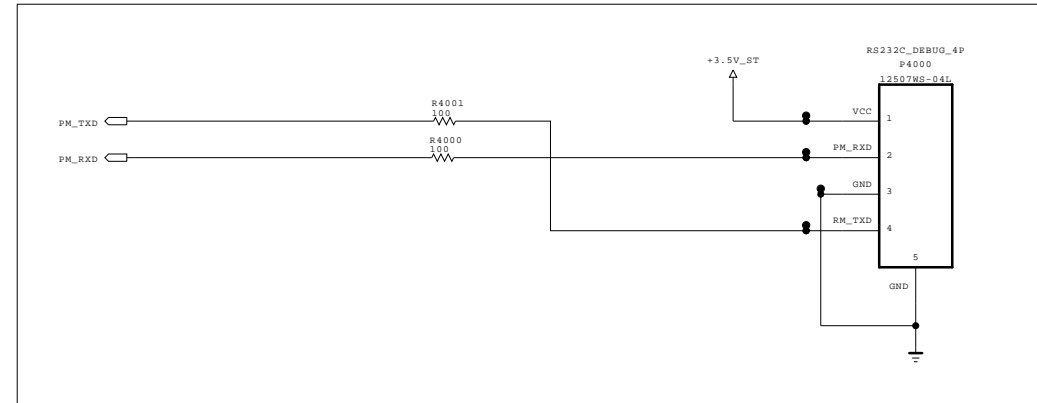 RS232C_DEBUG_4P
P4000
12507WS-04L
+3.5V_ST
R4001
100
PM_TXD
VCC
1
R4000
100
PM_RXD
PM_RXD
2
GND
3
RM_TXD
4
5
GND